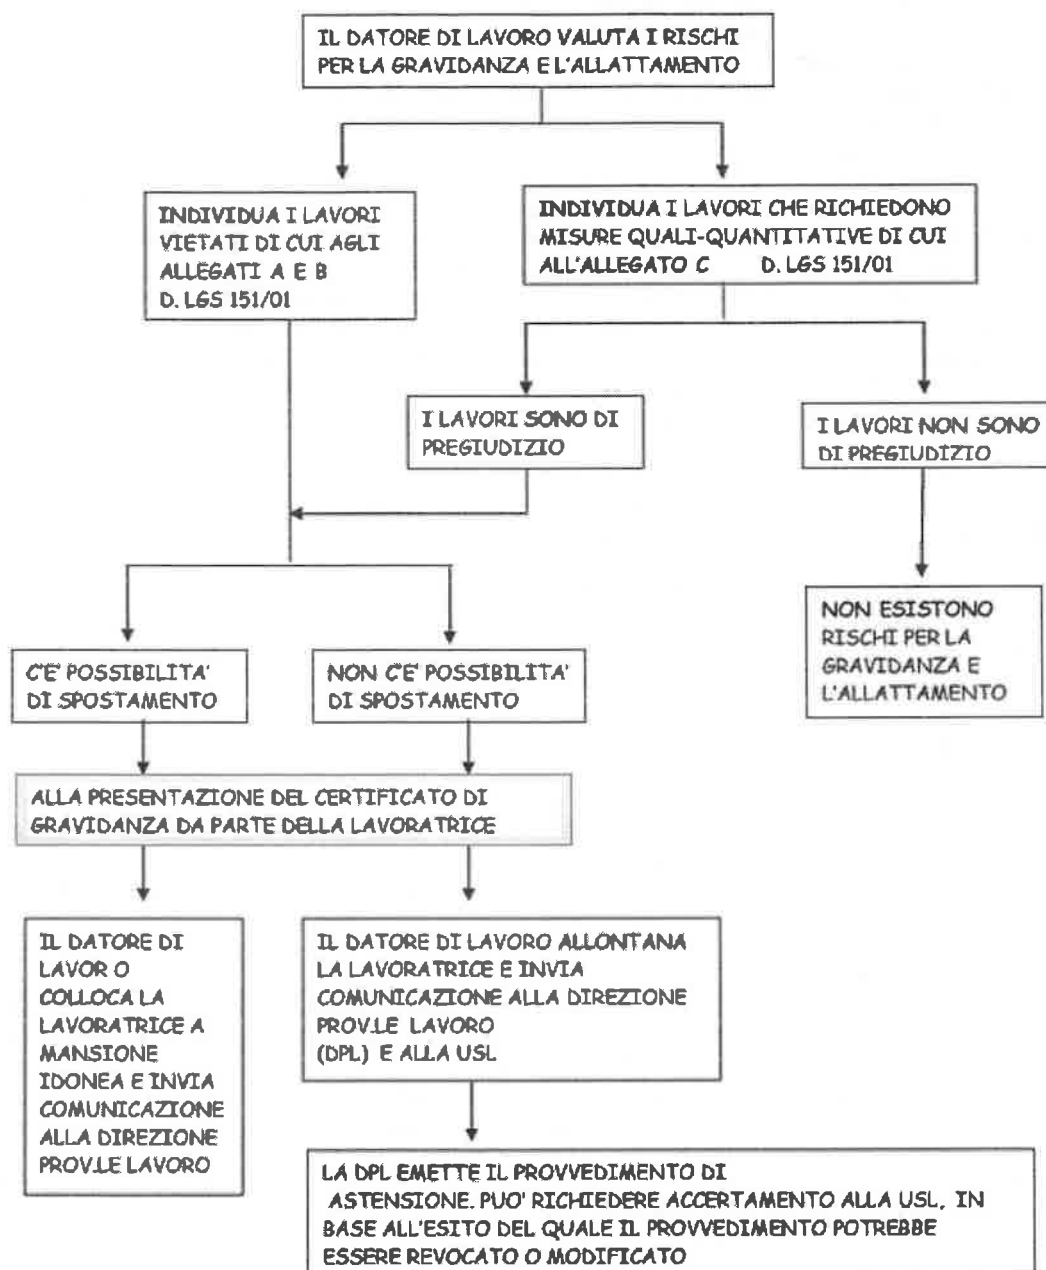 IL DATORE DI LAVORO VALUTA I RISCHI
PER LA GRAVIDANZA E L'ALLATTAMENTO
INDIVIDUA I LAVORI
VIETATI DI CUI AGLI
ALLEGATI A E B
D. LGS 151/01
INDIVIDUA I LAVORI CHE RICHIEDONO
MISURE QUALI-QUANTITATIVE DI CUI
ALL'ALLEGATO C D. LGS 151/01
I LAVORI SONO DI
PREGIUDIZIO
I LAVORI NON SONO
DI PREGIUDIZIO
NON ESISTONO
RISCHI PER LA
GRAVIDANZA E
L'ALLATTAMENTO
C'E' POSSIBILITA'
DI SPOSTAMENTO
NON C'E' POSSIBILITA'
DI SPOSTAMENTO
ALLA PRESENTAZIONE DEL CERTIFICATO DI
GRAVIDANZA DA PARTE DELLA LAVORATRICE
IL DATORE DI
LAVOR O
COLLOCA LA
LAVORATRICE A
MANSIONE
IDONEA E INVIA
COMUNICAZIONE
ALLA DIREZIONE
PROV.LE LAVORO
IL DATORE DI LAVORO ALLONTANA
LA LAVORATRICE E INVIA
COMUNICAZIONE ALLA DIREZIONE
PROV.LE LAVORO
(DPL) E ALLA USL
LA DPL EMETTE IL PROVVEDIMENTO DI
ASTENSIONE. PUO' RICHIEDERE ACCERTAMENTO ALLA USL, IN
BASE ALL'ESITO DEL QUALE IL PROVVEDIMENTO POTREBBE
ESSERE REVOCATO O MODIFICATO